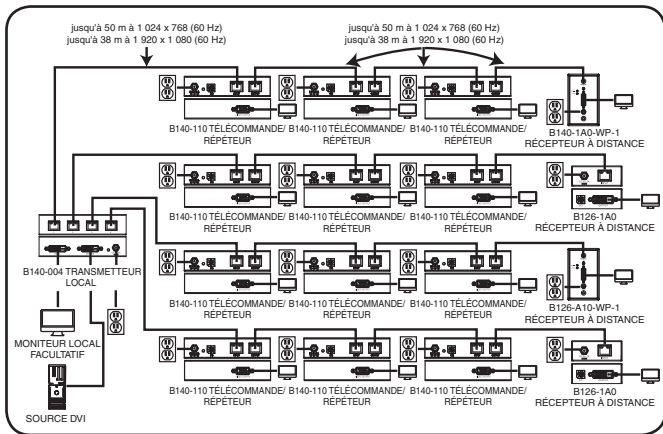 jusqu'à 50 m à 1 024 x 768 (60 Hz)
jusqu'à 38 m à 1 920 x 1 080 (60 Hz)
jusqu'à 50 m à 1 024 x 768 (60 Hz)
jusqu'à 38 m à 1 920 x 1 080 (60 Hz)
B140-110 TÉLÉCOMMANDE/
RÉPÉTEUR
B140-110 TÉLÉCOMMANDE/
RÉPÉTEUR
B140-110 TÉLÉCOMMANDE/
RÉPÉTEUR
B140-1A0-WP-1
RÉCEPTEUR À DISTANCE
B140-110 TÉLÉCOMMANDE/
RÉPÉTEUR
B140-110 TÉLÉCOMMANDE/
RÉPÉTEUR
B140-110 TÉLÉCOMMANDE/
RÉPÉTEUR
B126-1A0
RÉCEPTEUR À DISTANCE
B140-004 TRANSMETTEUR
LOCAL
B140-110 TÉLÉCOMMANDE/
RÉPÉTEUR
B140-110 TÉLÉCOMMANDE/
RÉPÉTEUR
B140-110 TÉLÉCOMMANDE/
RÉPÉTEUR
B126-A10-WP-1
RÉCEPTEUR À DISTANCE
MONITEUR LOCAL
FACULTATIF
B140-110 TÉLÉCOMMANDE/
RÉPÉTEUR
B140-110 TÉLÉCOMMANDE/
RÉPÉTEUR
B140-110 TÉLÉCOMMANDE/
RÉPÉTEUR
B126-1A0
RÉCEPTEUR À DISTANCE
SOURCE DVI